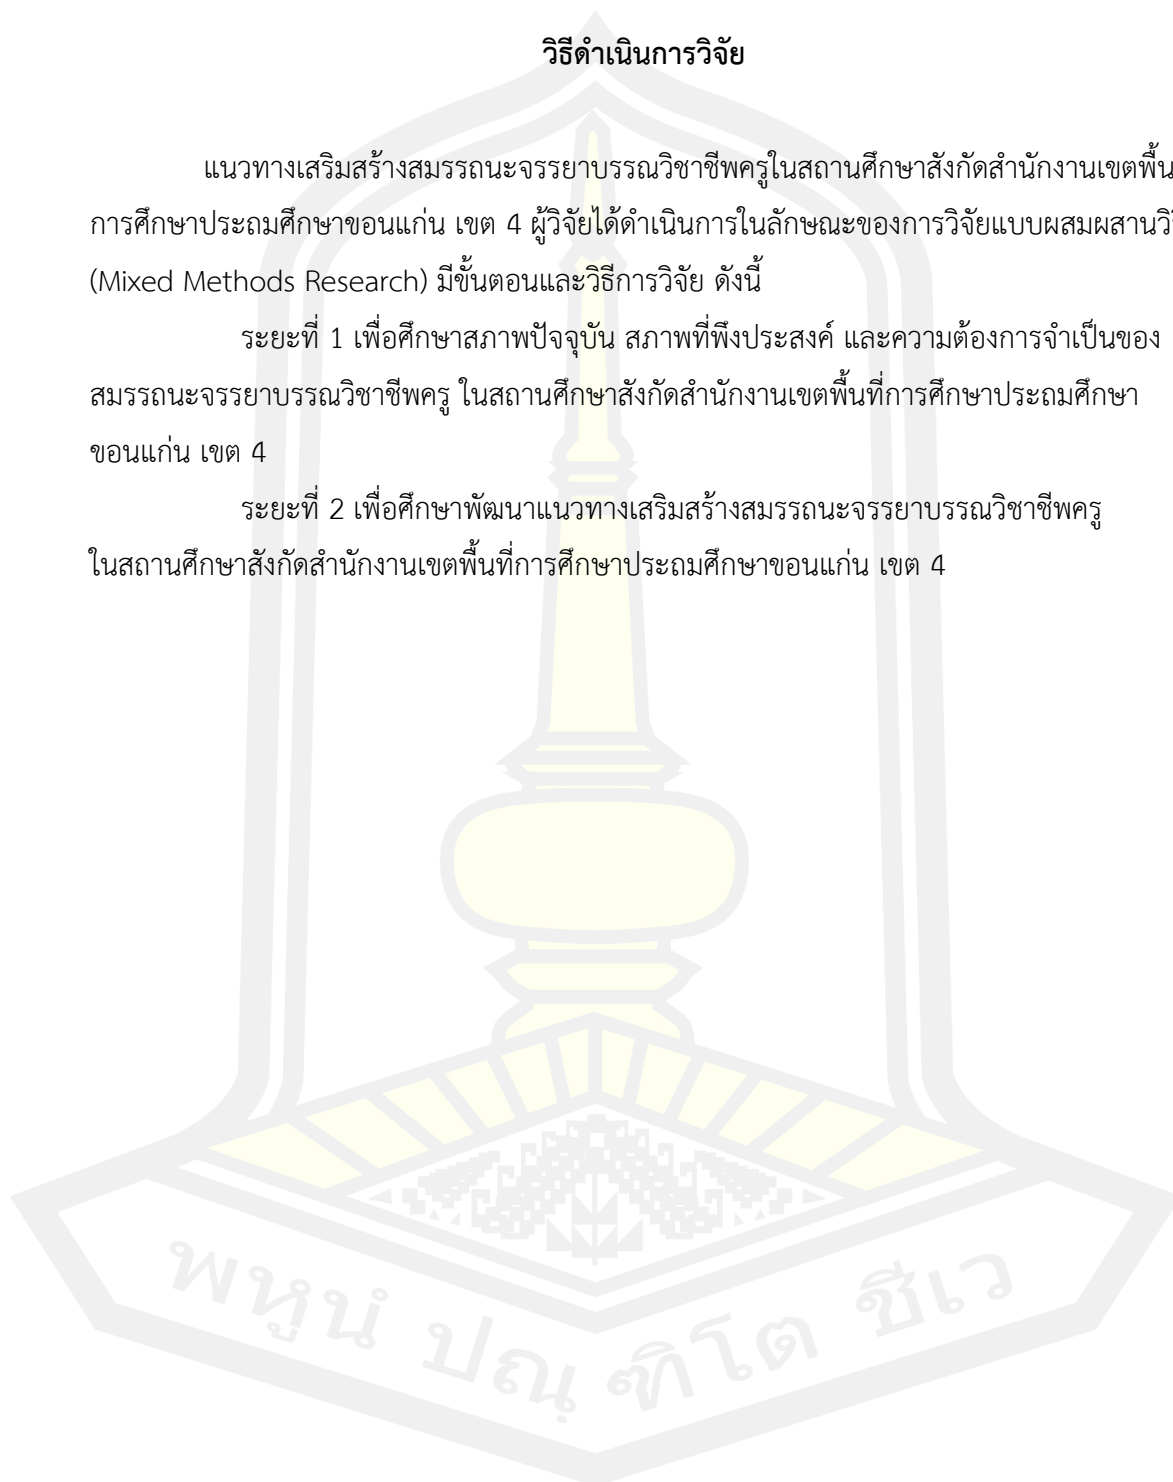 วิธีดำเนินการวิจัย
แนวทางเสริมสร้างสมรรถนะจรรยาบรรณวิชาชีพครูในสถานศึกษาสังกัดสำนักงานเขตพื้น
การศึกษาประถมศึกษาขอนแก่น เขต 4 ผู้วิจัยได้ดำเนินการในลักษณะของการวิจัยแบบผสมผสานวิ
(Mixed Methods Research) มีขั้นตอนและวิธีการวิจัย ดังนี้
ระยะที่ 1 เพื่อศึกษาสภาพปัจจุบัน สภาพที่พึงประสงค์ และความต้องการจำเป็นของ
สมรรถนะจรรยาบรรณวิชาชีพครู ในสถานศึกษาสังกัดสำนักงานเขตพื้นที่การศึกษาประถมศึกษา
ขอนแก่น เขต 4
ระยะที่ 2 เพื่อศึกษาพัฒนาแนวทางเสริมสร้างสมรรถนะจรรยาบรรณวิชาชีพครู
ในสถานศึกษาสังกัดสำนักงานเขตพื้นที่การศึกษาประถมศึกษาขอนแก่น เขต 4
พหูนํ ปณฺฑิโต ชีเว